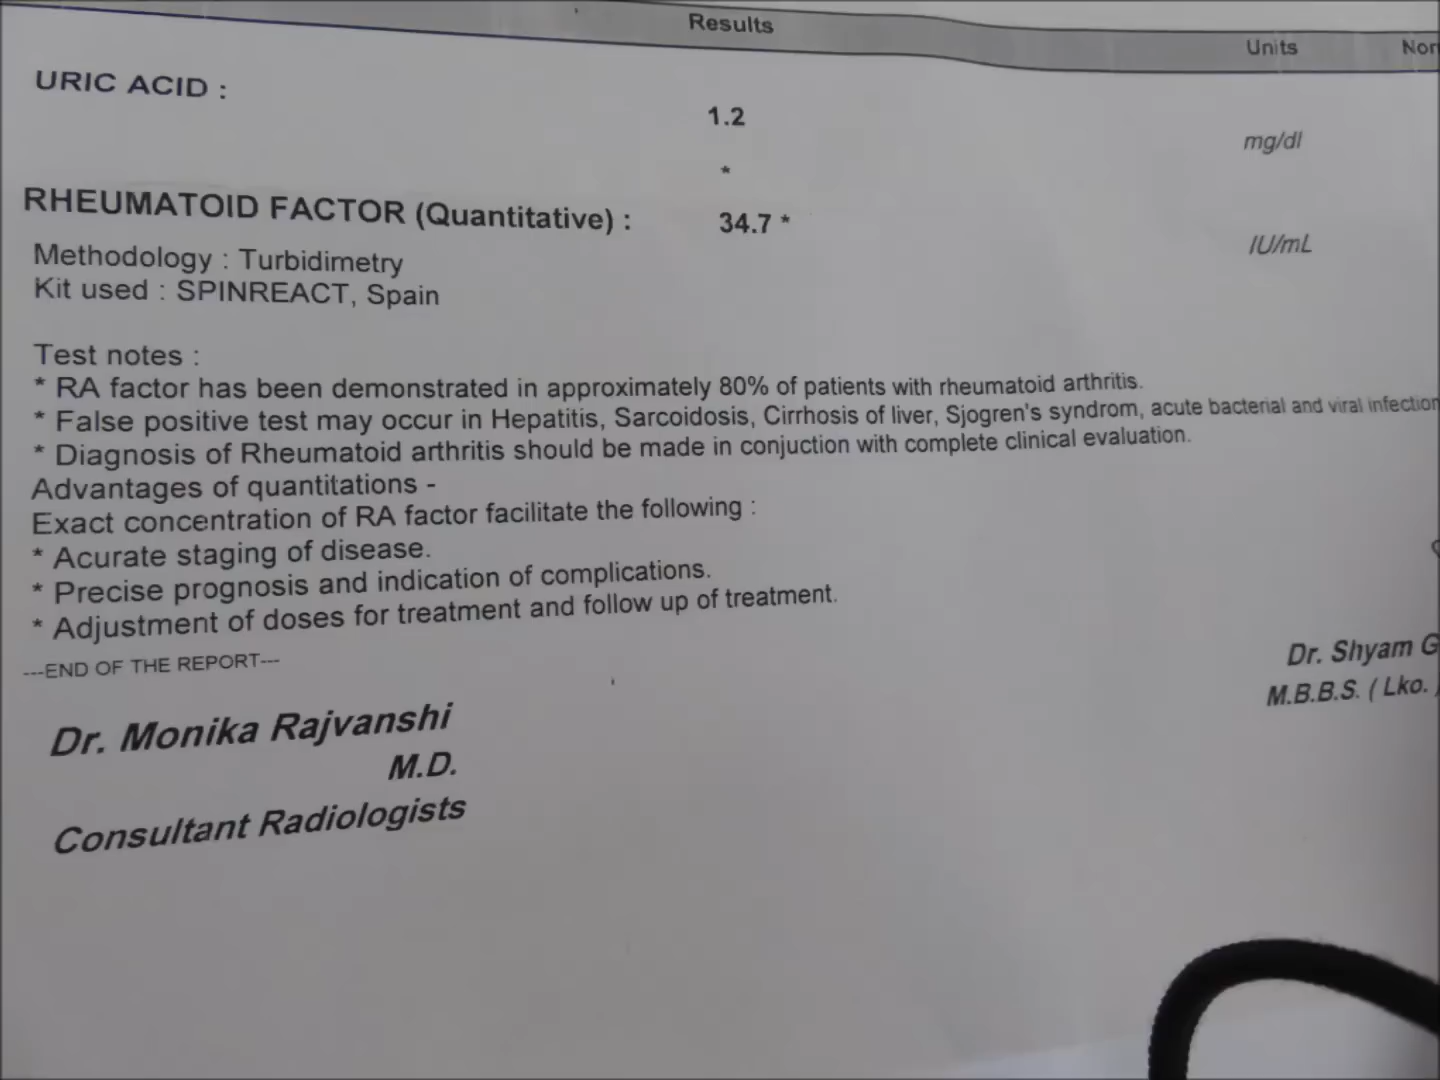 Results Units
URIC ACID : 1.2 mg/dl
*
RHEUMATOID FACTOR (Quantitative) : 34.7 * IU/mL
Methodology : Turbidimetry
Kit used : SPINREACT, Spain
Test notes :
* RA factor has been demonstrated in approximately 80% of patients with rheumatoid arthritis.
* False positive test may occur in Hepatitis, Sarcoidosis, Cirrhosis of liver, Sjogren's syndrom, acute bacterial and viral infection
* Diagnosis of Rheumatoid arthritis should be made in conjuction with complete clinical evaluation.
Advantages of quantitations -
Exact concentration of RA factor facilitate the following :
* Acurate staging of disease.
* Precise prognosis and indication of complications.
* Adjustment of doses for treatment and follow up of treatment.
---END OF THE REPORT---
Dr. Shyam G
M.B.B.S. ( Lko. )
Dr. Monika Rajvanshi
M.D.
Consultant Radiologists